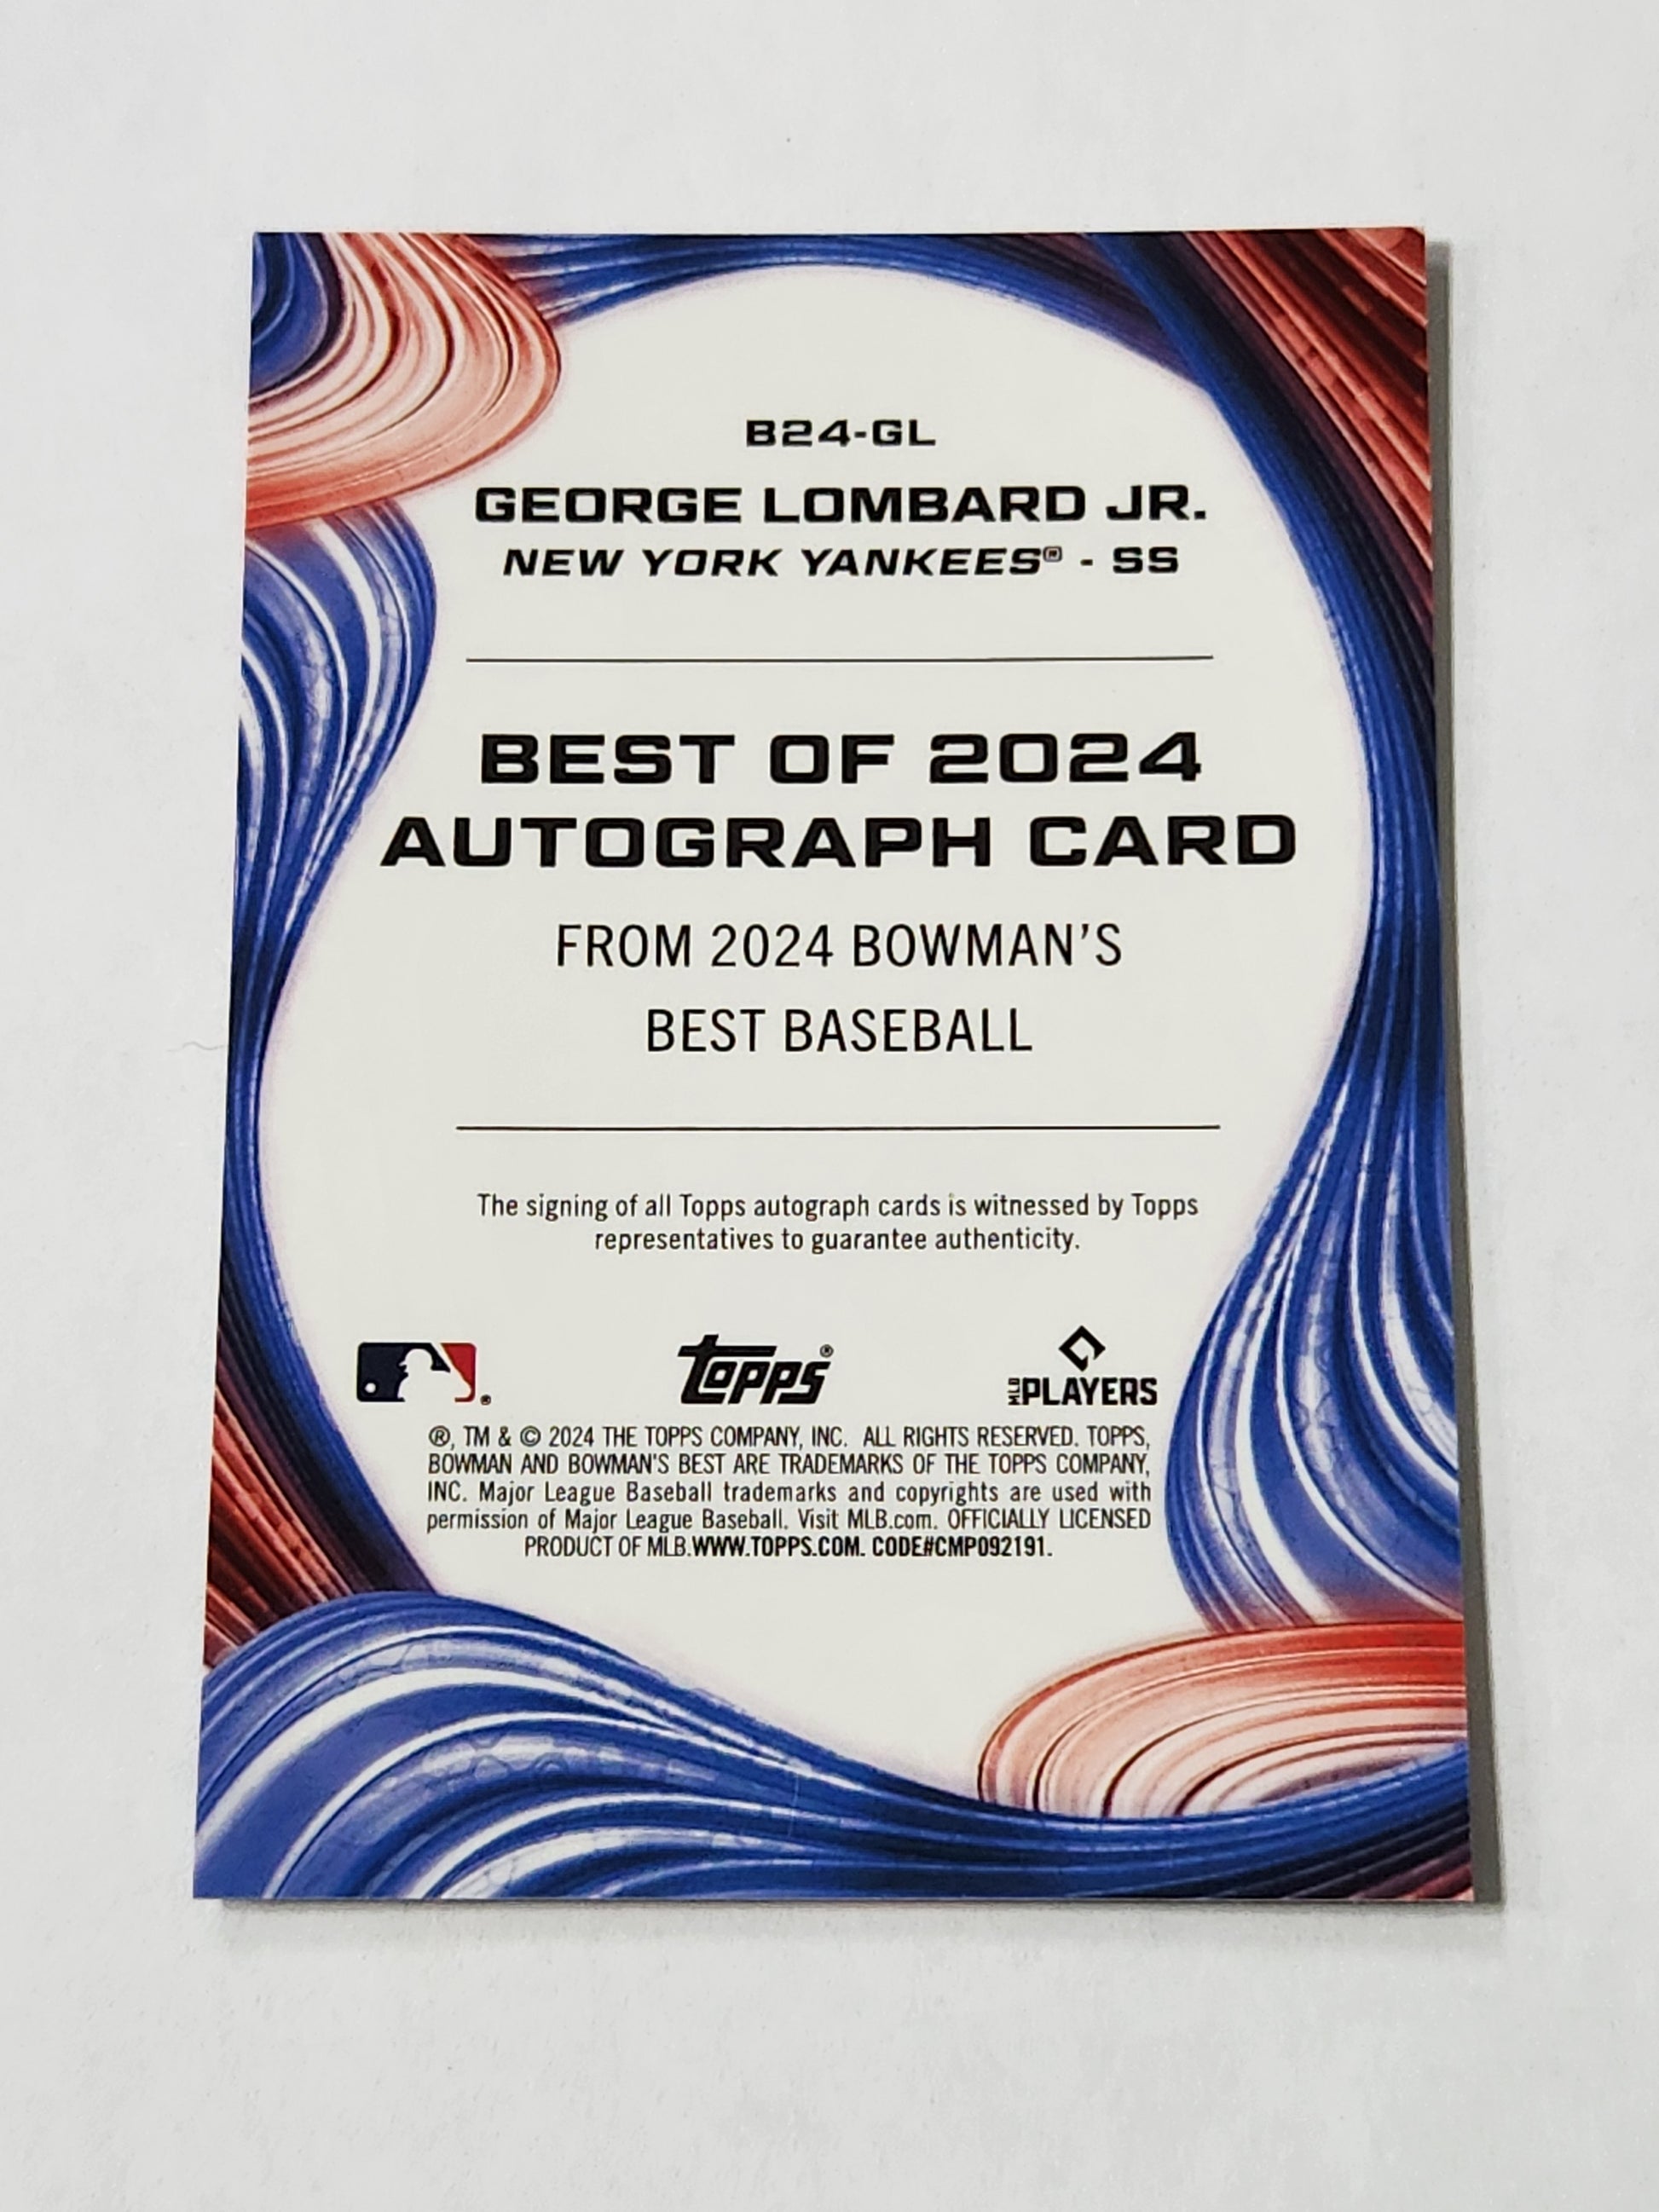 B24-GL
GEORGE LOMBARD JR.
NEW YORK YANKEES® - SS
BEST OF 2024
AUTOGRAPH CARD
FROM 2024 BOWMAN'S
BEST BASEBALL
The signing of all Topps autograph cards is witnessed by Topps
representatives to guarantee authenticity.
® topps® MLB PLAYERS
®, TM & © 2024 THE TOPPS COMPANY, INC. ALL RIGHTS RESERVED. TOPPS,
BOWMAN AND BOWMAN'S BEST ARE TRADEMARKS OF THE TOPPS COMPANY,
INC. Major League Baseball trademarks and copyrights are used with
permission of Major League Baseball. Visit MLB.com. OFFICIALLY LICENSED
PRODUCT OF MLB.WWW.TOPPS.COM. CODE#CMP092191.